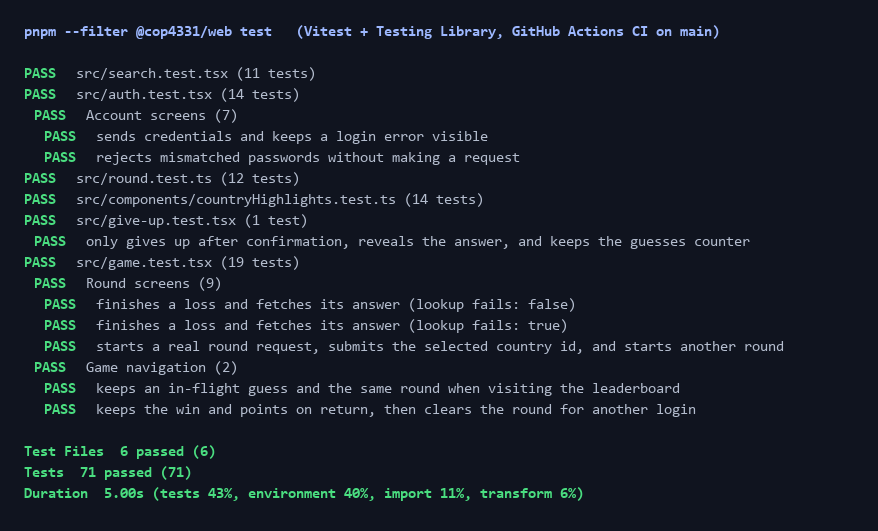 pnpm --filter @cop4331/web test (Vitest + Testing Library, GitHub Actions CI on main)
PASS src/search.test.tsx (11 tests)
PASS src/auth.test.tsx (14 tests)
PASS Account screens (7)
PASS sends credentials and keeps a login error visible
PASS rejects mismatched passwords without making a request
PASS src/round.test.ts (12 tests)
PASS src/components/countryHighlights.test.ts (14 tests)
PASS src/give-up.test.tsx (1 test)
PASS only gives up after confirmation, reveals the answer, and keeps the guesses counter
PASS src/game.test.tsx (19 tests)
PASS Round screens (9)
PASS finishes a loss and fetches its answer (lookup fails: false)
PASS finishes a loss and fetches its answer (lookup fails: true)
PASS starts a real round request, submits the selected country id, and starts another round
PASS Game navigation (2)
PASS keeps an in-flight guess and the same round when visiting the leaderboard
PASS keeps the win and points on return, then clears the round for another login
Test Files 6 passed (6)
Tests 71 passed (71)
Duration 5.00s (tests 43%, environment 40%, import 11%, transform 6%)